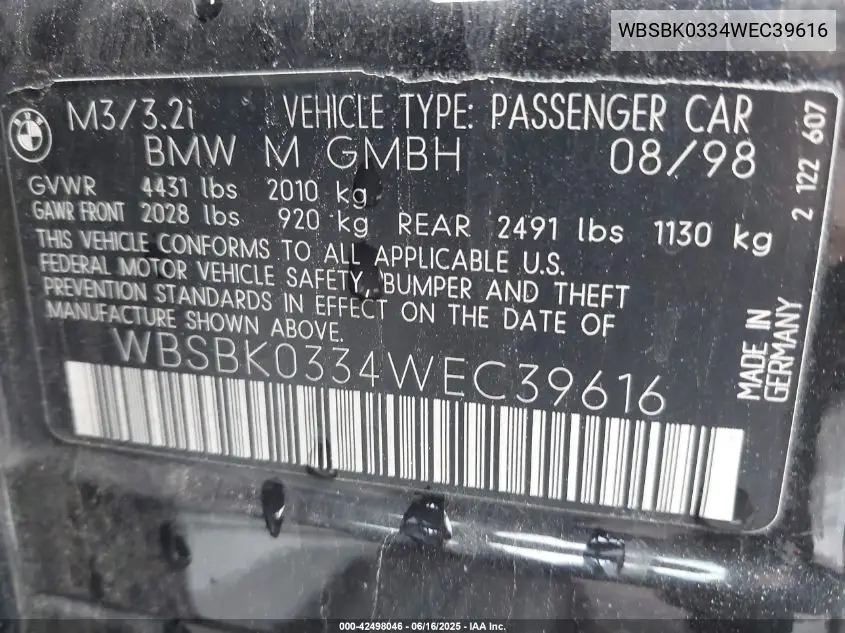 WBSBK0334WEC39616
M3/3.2i VEHICLE TYPE: PASSENGER CAR
BMW M GMBH 08/98
GVWR 4431 lbs 2010 kg
GAWR FRONT 2028 lbs 920 kg REAR 2491 lbs 1130 kg
THIS VEHICLE CONFORMS TO ALL APPLICABLE U.S.
FEDERAL MOTOR VEHICLE SAFETY, BUMPER AND THEFT
PREVENTION STANDARDS IN EFFECT ON THE DATE OF
MANUFACTURE SHOWN ABOVE.
WBSBK0334WEC39616
2 122 607
MADE IN
GERMANY
BMW
000-42498046 - 06/16/2025 - IAA Inc.